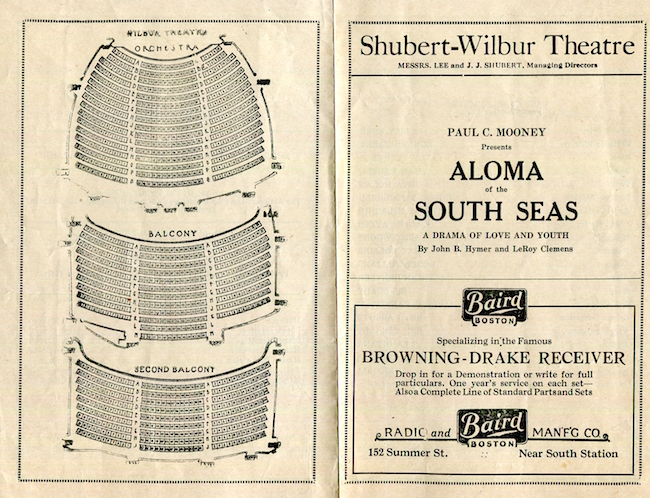 WILBUR THEATRE
ORCHESTRA
BALCONY
SECOND BALCONY
Shubert-Wilbur Theatre
MESSRS. LEE and J. J. SHUBERT, Managing Directors
PAUL C. MOONEY
Presents
ALOMA
of the
SOUTH SEAS
A DRAMA OF LOVE AND YOUTH
By John B. Hymer and LeRoy Clemens
Baird
BOSTON
Specializing in the Famous
BROWNING-DRAKE RECEIVER
Drop in for a Demonstration or write for full
particulars. One year's service on each set—
Also a Complete Line of Standard Parts and Sets
RADIO and Baird MAN'F'G CO.
BOSTON
152 Summer St. :: Near South Station